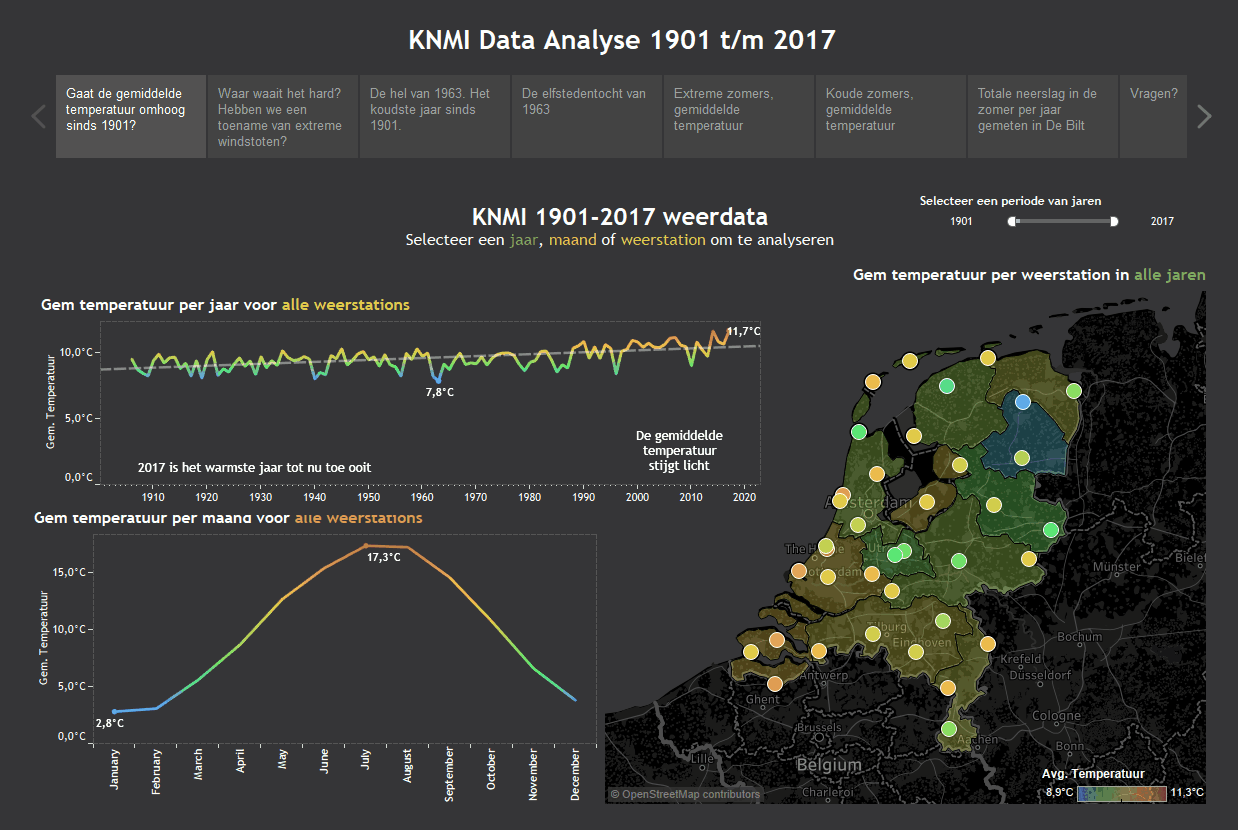 KNMI Data Analyse 1901 t/m 2017
Gaat de gemiddelde
temperatuur omhoog
sinds 1901?
Waar waait het hard?
Hebben we een
toename van extreme
windstoten?
De hel van 1963. Het
koudste jaar sinds
1901.
De elfstedentocht van
1963
Extreme zomers,
gemiddelde
temperatuur
Koude zomers,
gemiddelde
temperatuur
Totale neerslag in de
zomer per jaar
gemeten in De Bilt
Vragen?
KNMI 1901-2017 weerdata
Selecteer een jaar, maand of weerstation om te analyseren
Selecteer een periode van jaren
1901
2017
Gem temperatuur per jaar voor alle weerstations
Gem. Temperatuur
10,0°C
5,0°C
0,0°C
11,7°C
7,8°C
2017 is het warmste jaar tot nu toe ooit
De gemiddelde
temperatuur
stijgt licht
1910 1920 1930 1940 1950 1960 1970 1980 1990 2000 2010 2020
Gem temperatuur per maand voor alle weerstations
Gem. Temperatuur
15,0°C
10,0°C
5,0°C
0,0°C
17,3°C
2,8°C
January February March April May June July August September October November December
Gem temperatuur per weerstation in alle jaren
Münster
Bochum
Krefeld
Düsseldorf
Tilburg
Eindhoven
Antwerp
Ghent
Brussels
Cologne
Aachen
Bonn
Lille
Belgium
Charleroi
© OpenStreetMap contributors
Avg. Temperatuur
8,9°C
11,3°C